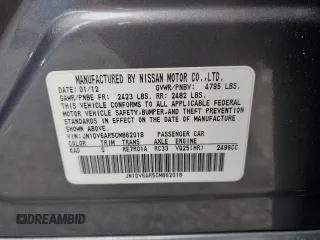 MANUFACTURED BY NISSAN MOTOR CO.,LTD.
DATE: 01/12 GVWR/PNBV: 4795 LBS.
GAWR/PNBE FR: 2423 LBS. RR: 2482 LBS.
THIS VEHICLE CONFORMS TO ALL APPLICABLE FEDERAL
MOTOR VEHICLE SAFETY,BUMPER,AND THEFT
PREVENTION STANDARDS IN EFFECT ON THE DATE OF
MANUFACTURE SHOWN ABOVE.
VIN: JN1DV6AR5CM862018 PASSENGER CAR
COLOR TRIM TRANS AXLE ENGINE
KAD G RE7R01A RC33 VQ25(HR) 2496CC
JN1DV6AR5CM862018
DREAMBID
dreambid.com